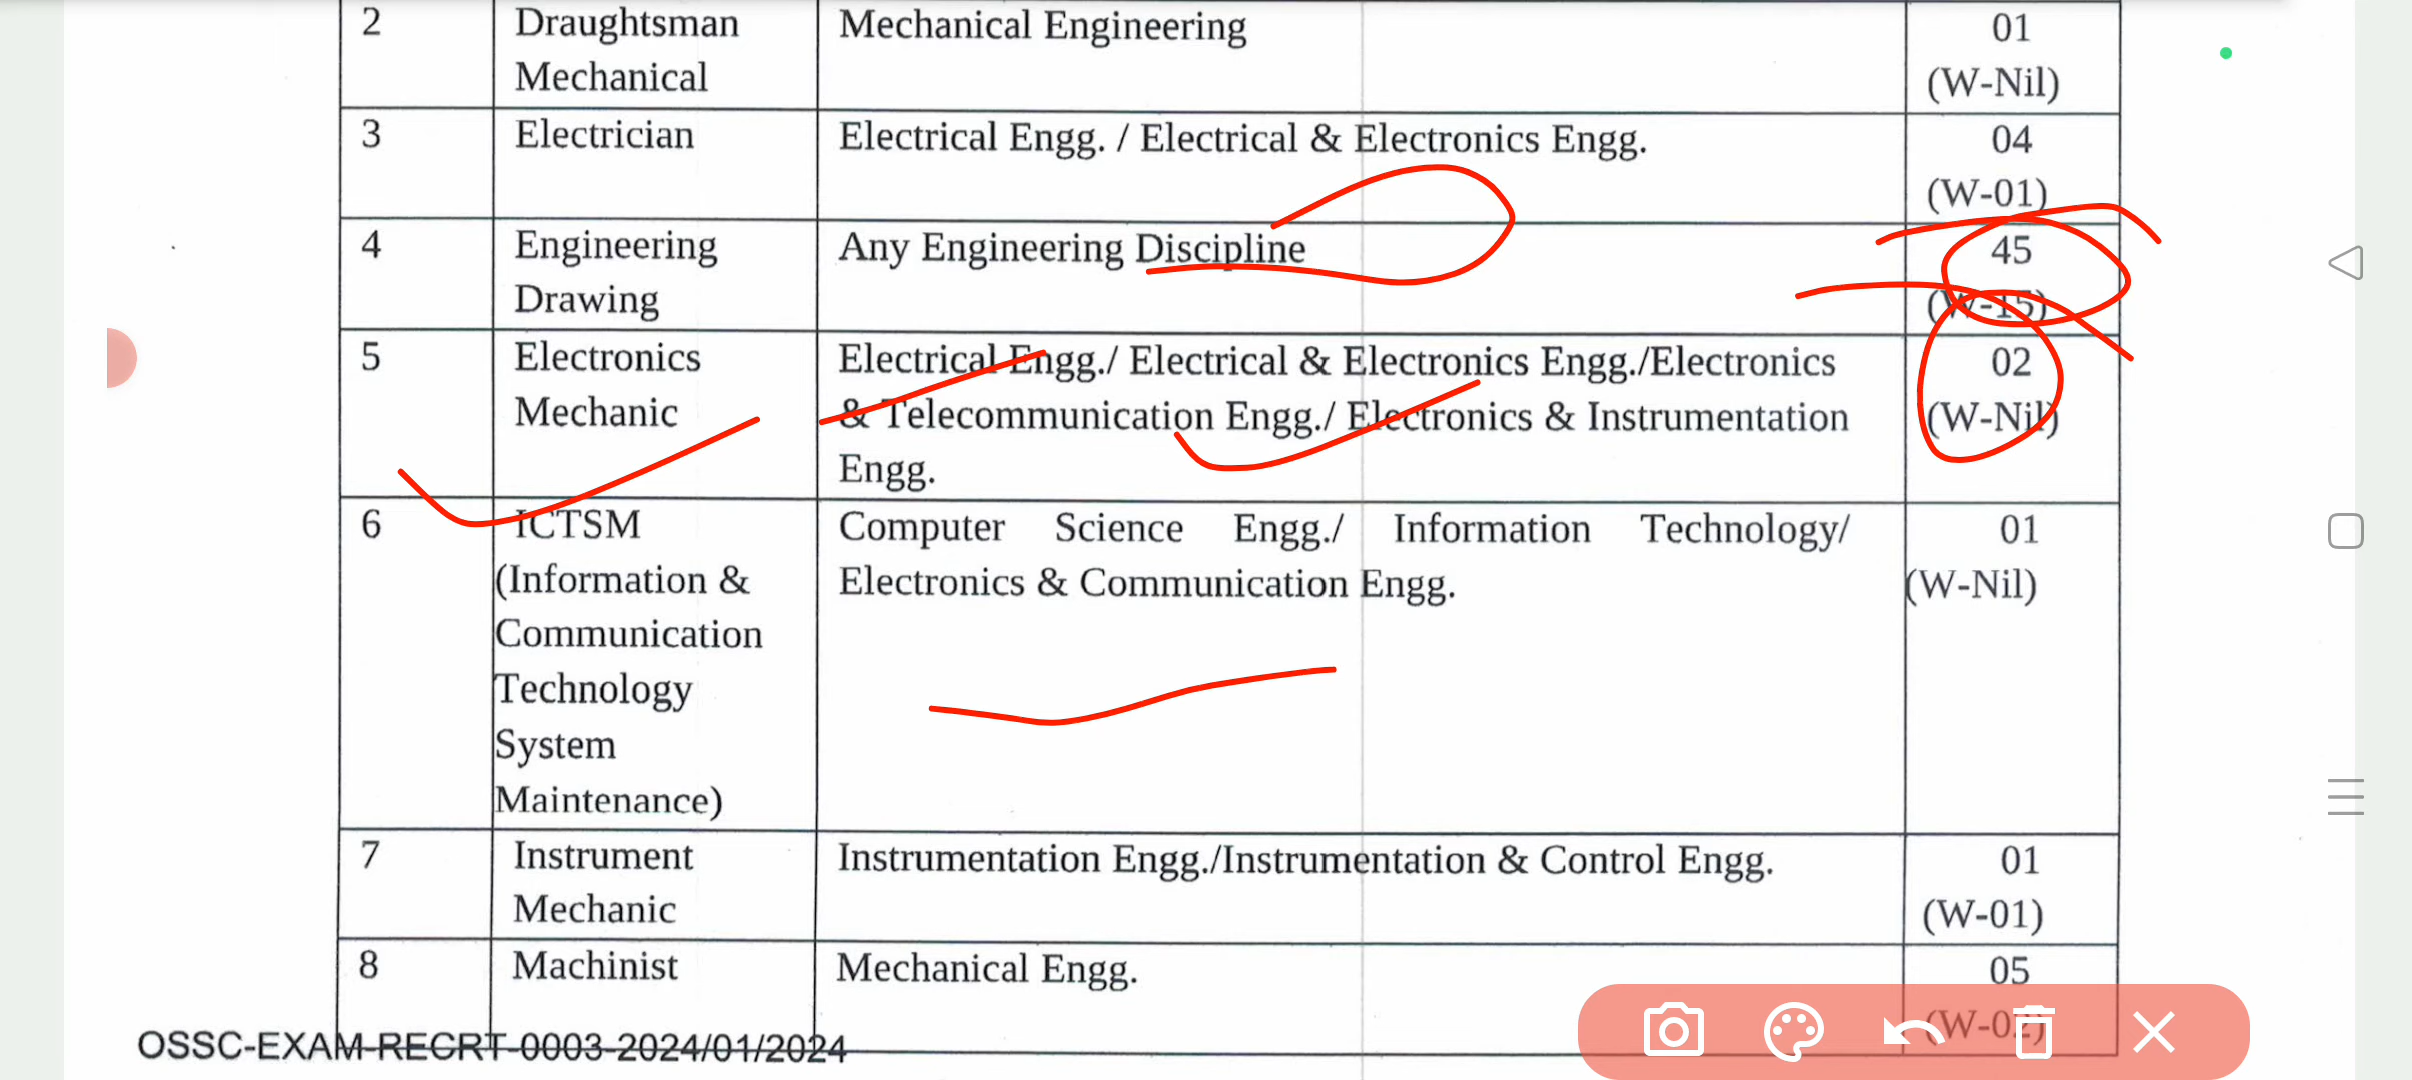 2 Draughtsman Mechanical Engineering 01
Mechanical (W-Nil)
3 Electrician Electrical Engg. / Electrical & Electronics Engg. 04
(W-01)
4 Engineering Any Engineering Discipline 45
Drawing (W-15)
5 Electronics Electrical Engg./ Electrical & Electronics Engg./Electronics 02
Mechanic & Telecommunication Engg./ Electronics & Instrumentation (W-Nil)
Engg.
6 ICTSM Computer Science Engg./ Information Technology/ 01
(Information & Electronics & Communication Engg. (W-Nil)
Communication
Technology
System
Maintenance)
7 Instrument Instrumentation Engg./Instrumentation & Control Engg. 01
Mechanic (W-01)
8 Machinist Mechanical Engg. 05
(W-02)
OSSC-EXAM-RECRT-0003-2024/01/2024